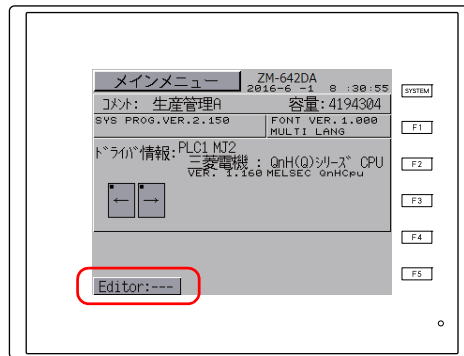 メインメニュー
ZM-642DA
2016-6 -1 8 :30:55
コメント: 生産管理A
容量:4194304
SYS PROG.VER.2.150
FONT VER.1.000
MULTI LANG
ドライバ情報:PLC1 MJ2
三菱電機 : QnH(Q)シリーズ CPU
VER. 1.160 MELSEC QnHCpu
← →
Editor:---
SYSTEM
F1
F2
F3
F4
F5